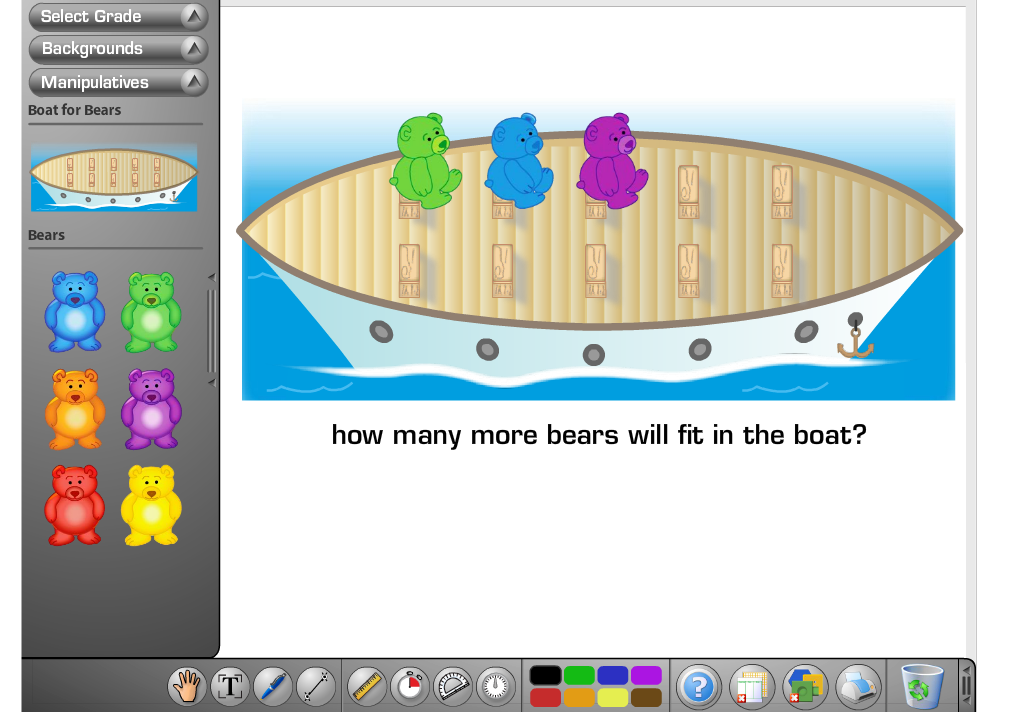 Select Grade
Backgrounds
Manipulatives
Boat for Bears
Bears
how many more bears will fit in the boat?
T
?